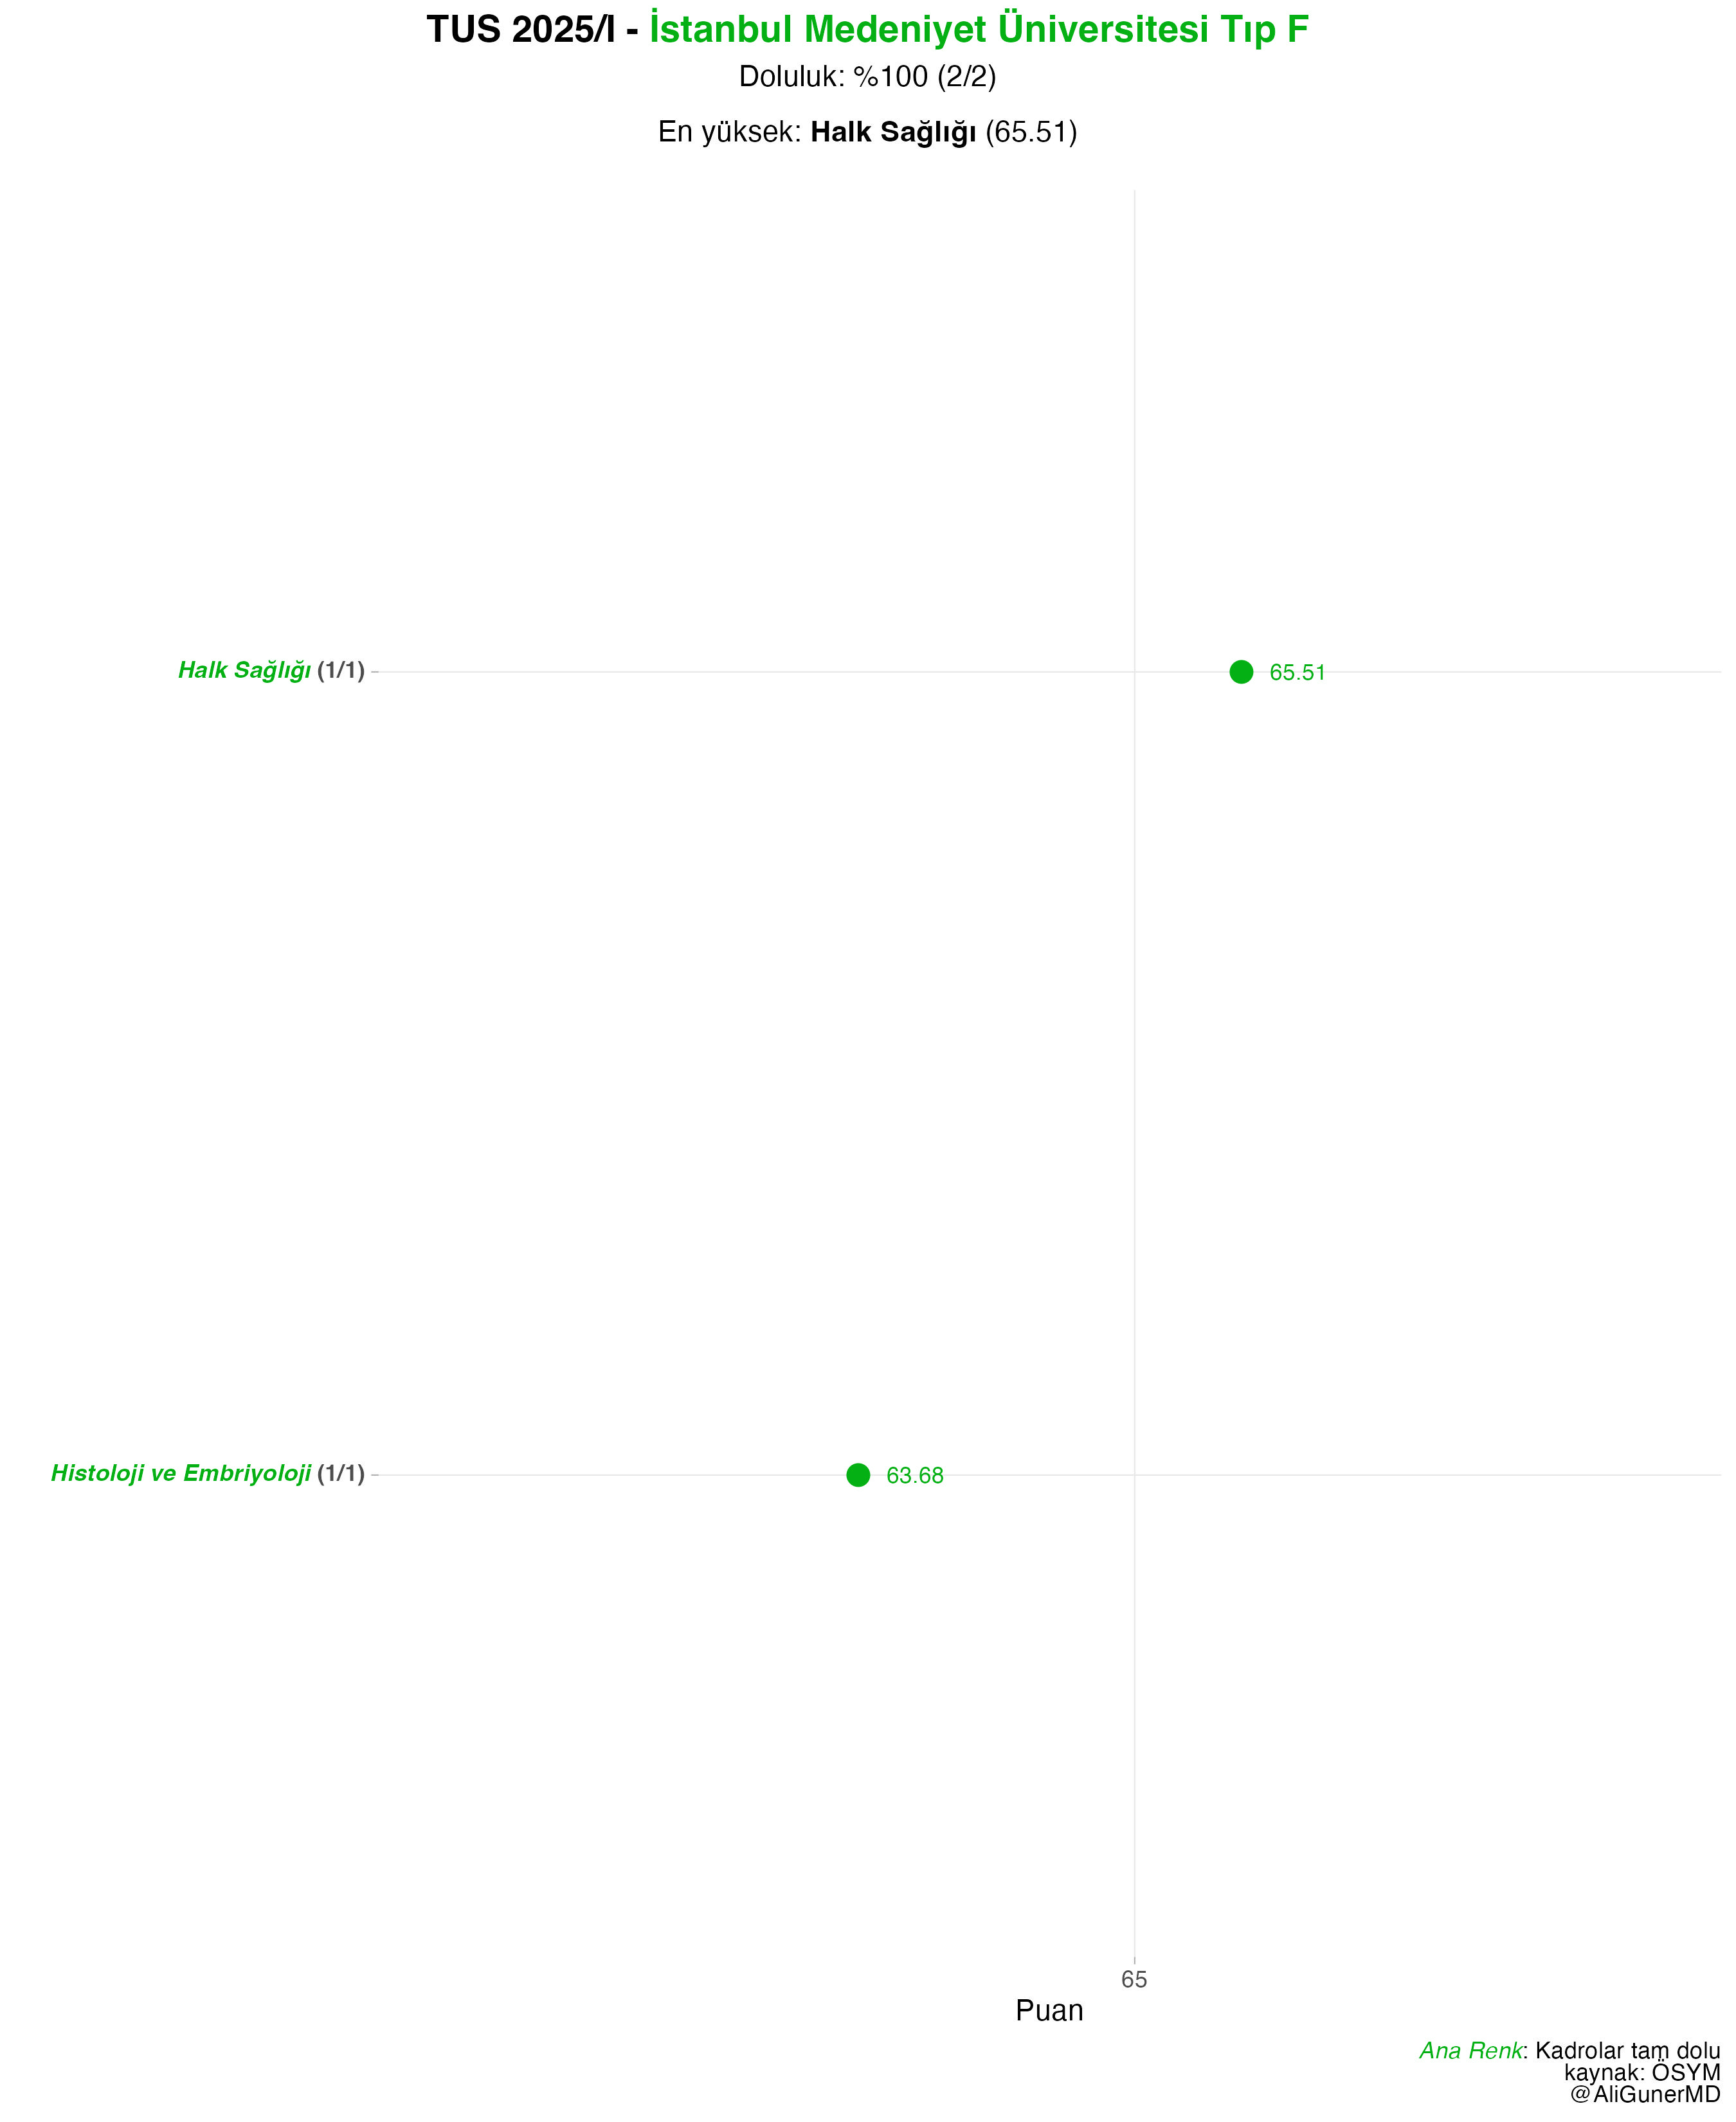 TUS 2025/I - İstanbul Medeniyet Üniversitesi Tıp F
Doluluk: %100 (2/2)
En yüksek: Halk Sağlığı (65.51)
Halk Sağlığı (1/1)
65.51
Histoloji ve Embriyoloji (1/1)
63.68
65
Puan
Ana Renk: Kadrolar tam dolu
kaynak: ÖSYM
@AliGunerMD